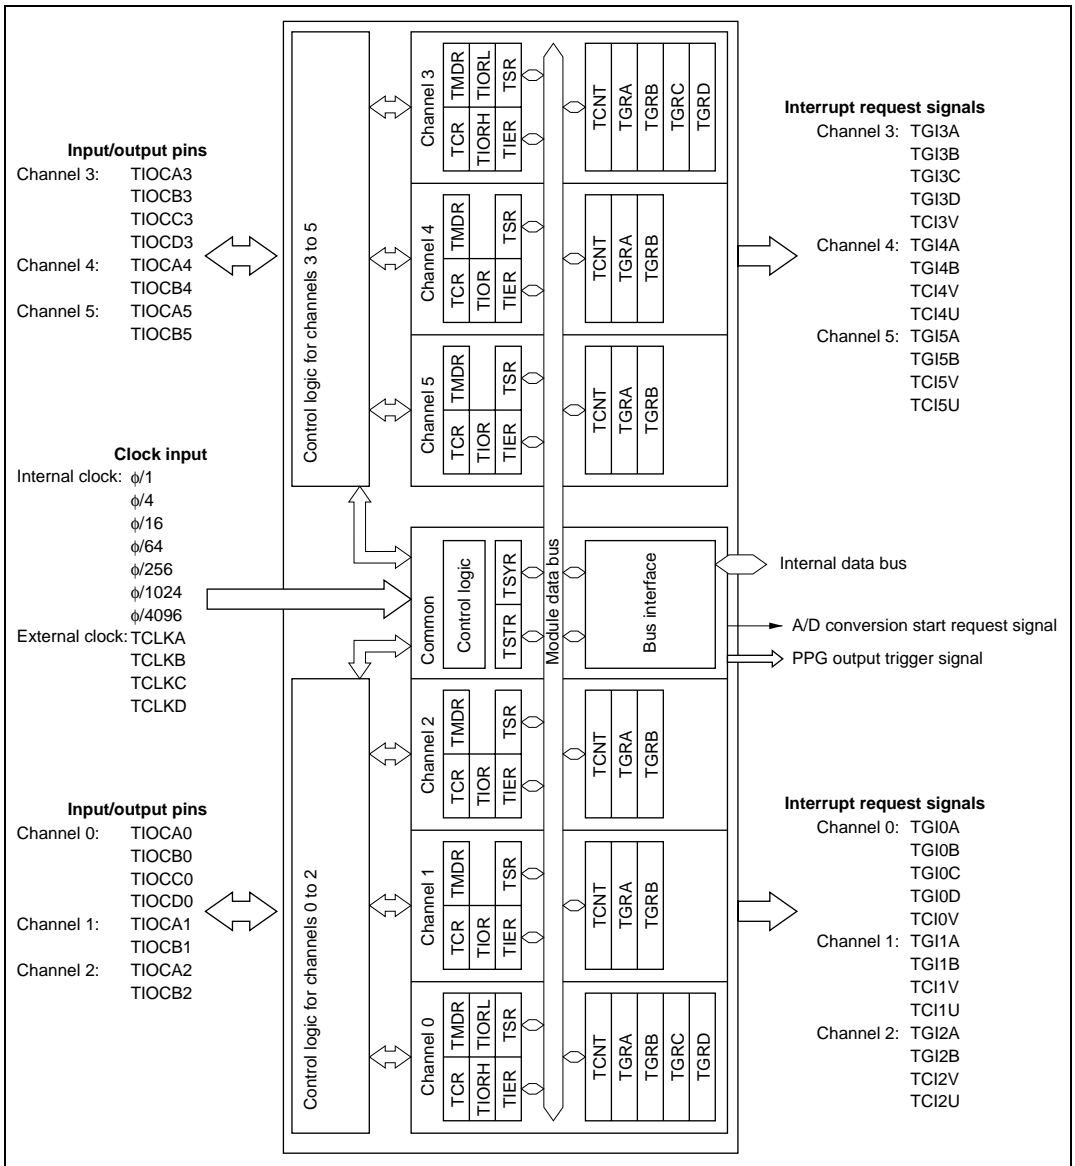 Input/output pins
Channel 3: TIOCA3
TIOCB3
TIOCC3
TIOCD3
Channel 4: TIOCA4
TIOCB4
Channel 5: TIOCA5
TIOCB5
Clock input
Internal clock: φ/1
φ/4
φ/16
φ/64
φ/256
φ/1024
φ/4096
External clock: TCLKA
TCLKB
TCLKC
TCLKD
Input/output pins
Channel 0: TIOCA0
TIOCB0
TIOCC0
TIOCD0
Channel 1: TIOCA1
TIOCB1
Channel 2: TIOCA2
TIOCB2
Control logic for channels 3 to 5
Control logic for channels 0 to 2
Channel 3
TCR TMDR
TIORH TIORL
TIER TSR
TCNT
TGRA
TGRB
TGRC
TGRD
Channel 4
TCR TMDR
TIOR
TIER TSR
TCNT
TGRA
TGRB
Channel 5
TCR TMDR
TIOR
TIER TSR
TCNT
TGRA
TGRB
Common
Control logic
TSTR TSYR
Module data bus
Bus interface
Channel 2
TCR TMDR
TIOR
TIER TSR
TCNT
TGRA
TGRB
Channel 1
TCR TMDR
TIOR
TIER TSR
TCNT
TGRA
TGRB
Channel 0
TCR TMDR
TIORH TIORL
TIER TSR
TCNT
TGRA
TGRB
TGRC
TGRD
Interrupt request signals
Channel 3: TGI3A
TGI3B
TGI3C
TGI3D
TCI3V
Channel 4: TGI4A
TGI4B
TCI4V
TCI4U
Channel 5: TGI5A
TGI5B
TCI5V
TCI5U
Internal data bus
A/D conversion start request signal
PPG output trigger signal
Interrupt request signals
Channel 0: TGI0A
TGI0B
TGI0C
TGI0D
TCI0V
Channel 1: TGI1A
TGI1B
TCI1V
TCI1U
Channel 2: TGI2A
TGI2B
TCI2V
TCI2U